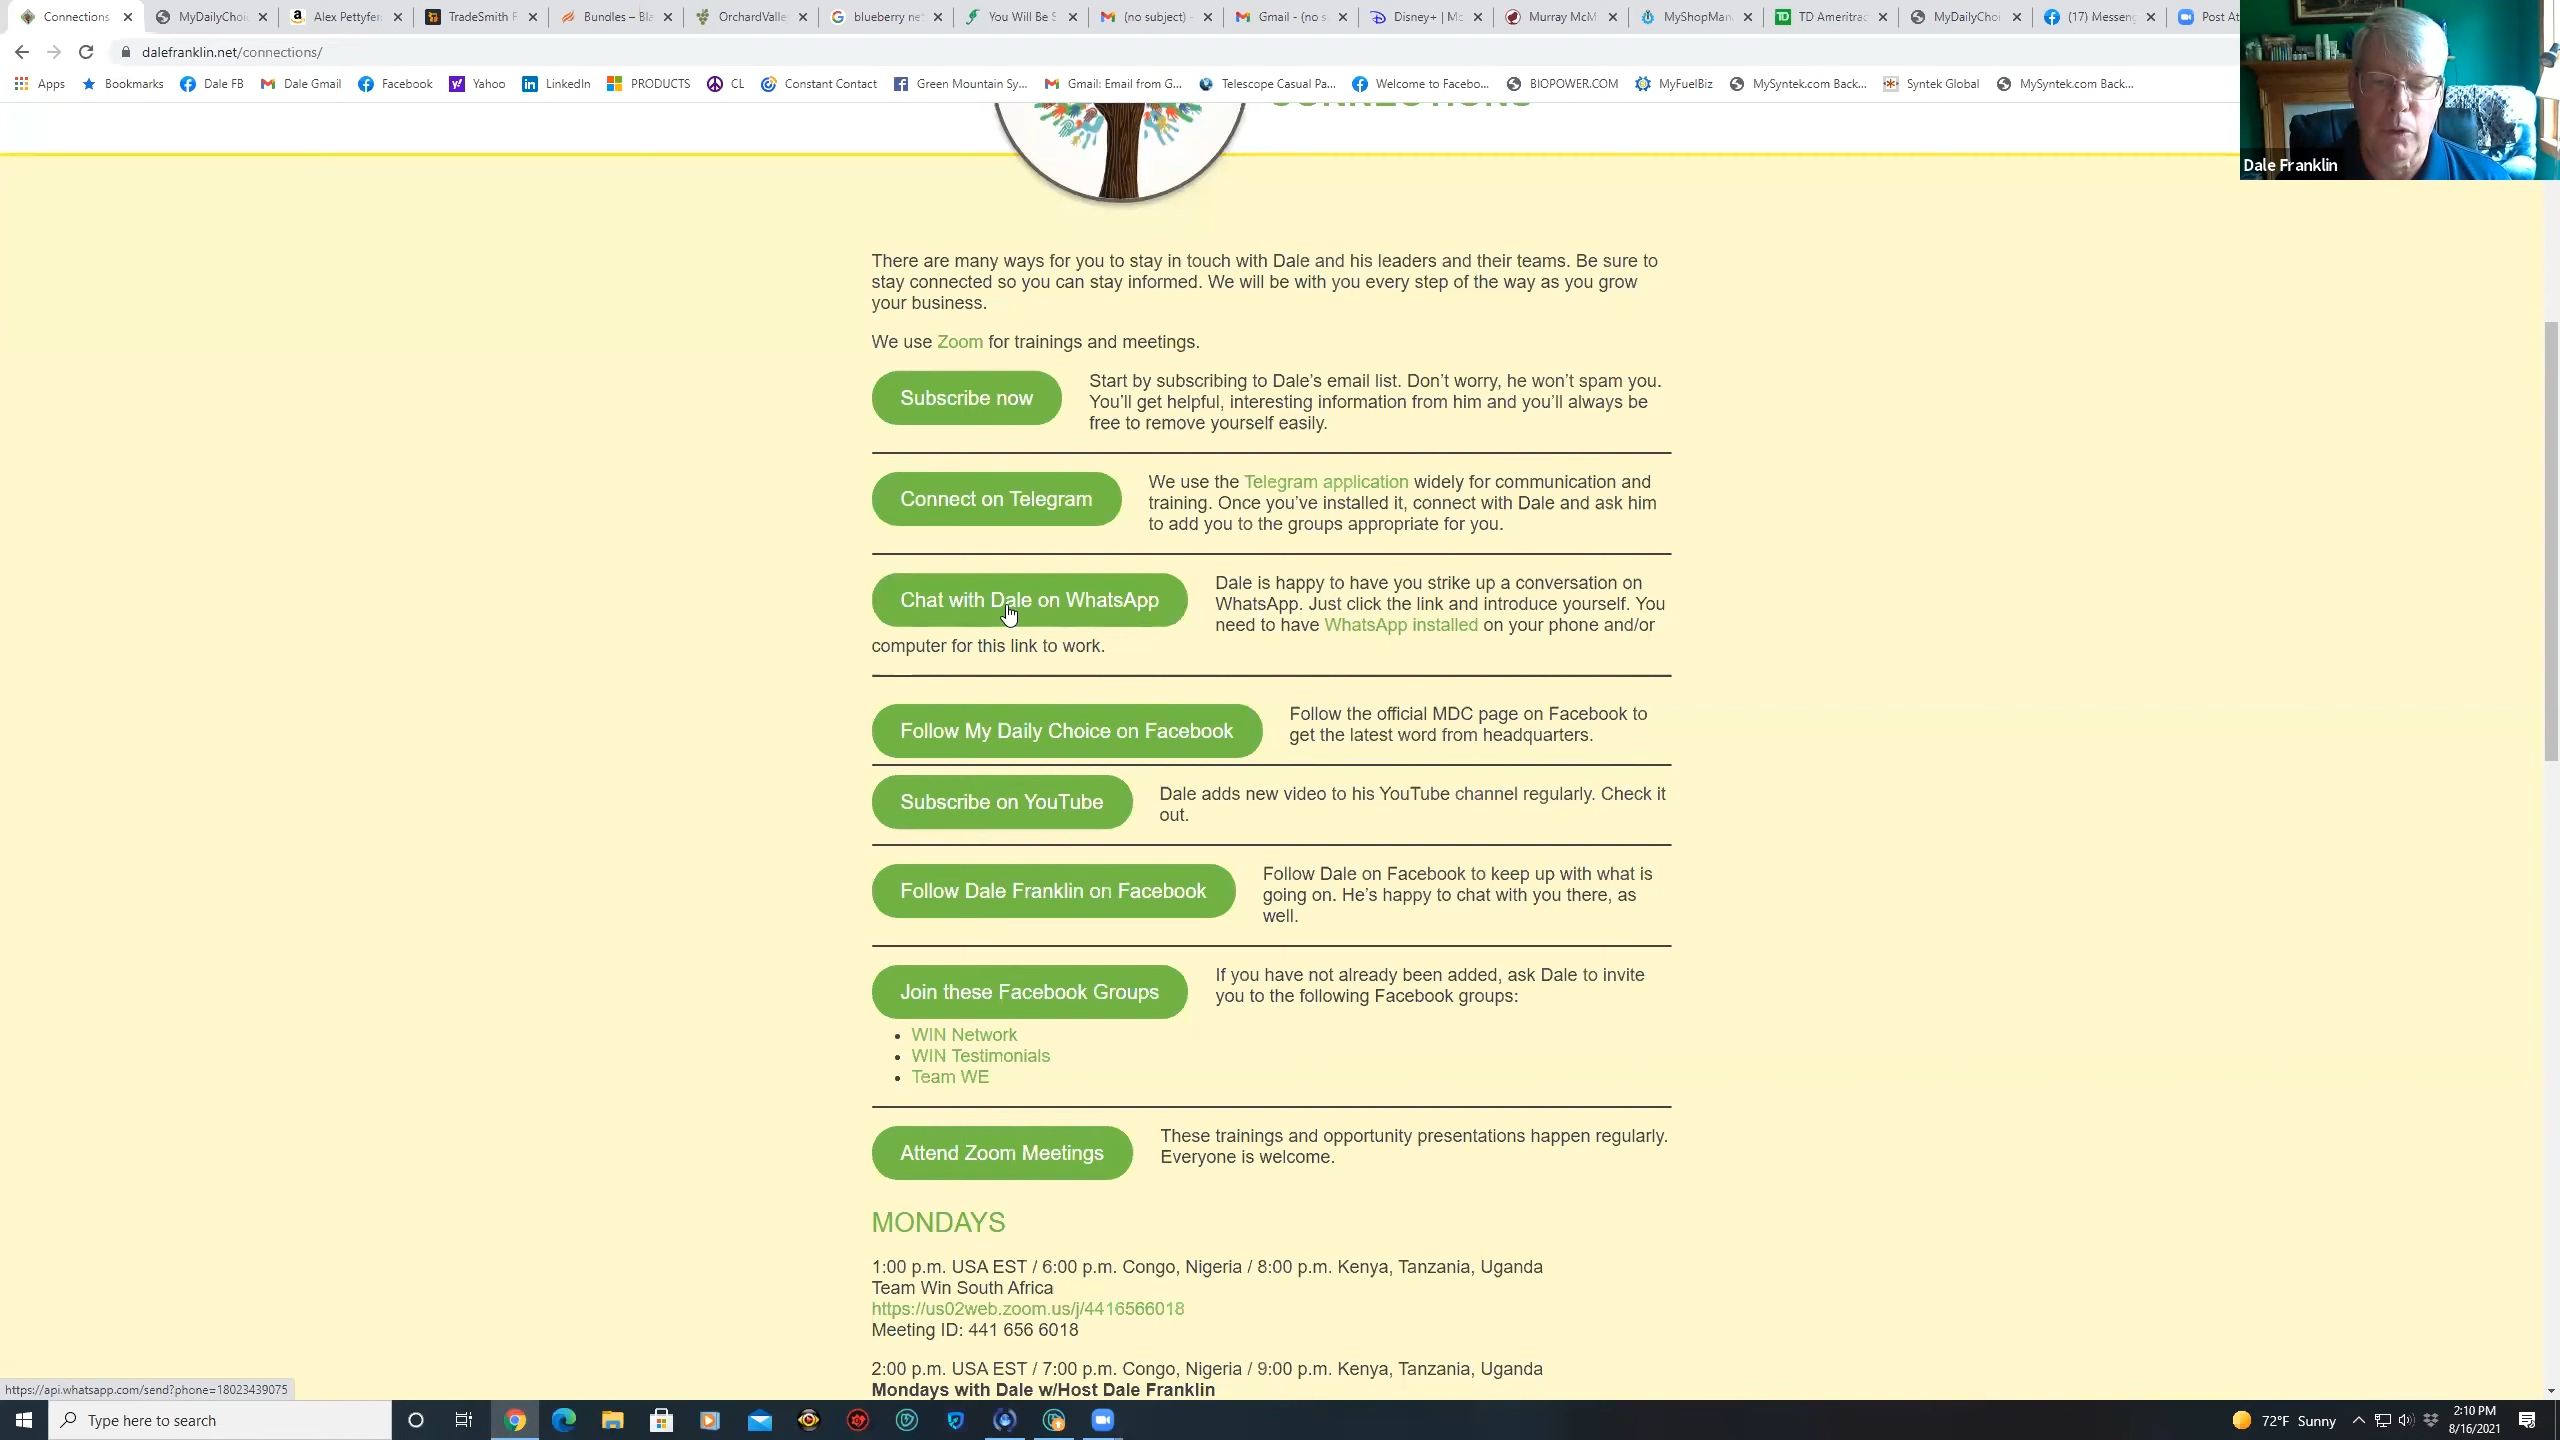 Connections
MyDailyChoi
Alex Pettyfer
TradeSmith F
Bundles – Bla
OrchardValle
blueberry ne
You Will Be S
(no subject) -
Gmail - (no s
Disney+ | Mo
Murray McM
MyShopMan
TD Ameritrac
MyDailyChoi
(17) Messeng
Post At
dalefranklin.net/connections/
Apps
Bookmarks
Dale FB
Dale Gmail
Facebook
Yahoo
LinkedIn
PRODUCTS
CL
Constant Contact
Green Mountain Sy...
Gmail: Email from G...
Telescope Casual Pa...
Welcome to Facebo...
BIOPOWER.COM
MyFuelBiz
MySyntek.com Back...
Syntek Global
MySyntek.com Back...
Dale Franklin
CONNECTIONS
There are many ways for you to stay in touch with Dale and his leaders and their teams. Be sure to
stay connected so you can stay informed. We will be with you every step of the way as you grow
your business.
We use Zoom for trainings and meetings.
Subscribe now
Start by subscribing to Dale's email list. Don't worry, he won't spam you.
You'll get helpful, interesting information from him and you'll always be
free to remove yourself easily.
Connect on Telegram
We use the Telegram application widely for communication and
training. Once you've installed it, connect with Dale and ask him
to add you to the groups appropriate for you.
Chat with Dale on WhatsApp
Dale is happy to have you strike up a conversation on
WhatsApp. Just click the link and introduce yourself. You
need to have WhatsApp installed on your phone and/or
computer for this link to work.
Follow My Daily Choice on Facebook
Follow the official MDC page on Facebook to
get the latest word from headquarters.
Subscribe on YouTube
Dale adds new video to his YouTube channel regularly. Check it
out.
Follow Dale Franklin on Facebook
Follow Dale on Facebook to keep up with what is
going on. He's happy to chat with you there, as
well.
Join these Facebook Groups
If you have not already been added, ask Dale to invite
you to the following Facebook groups:
• WIN Network
• WIN Testimonials
• Team WE
Attend Zoom Meetings
These trainings and opportunity presentations happen regularly.
Everyone is welcome.
MONDAYS
1:00 p.m. USA EST / 6:00 p.m. Congo, Nigeria / 8:00 p.m. Kenya, Tanzania, Uganda
Team Win South Africa
https://us02web.zoom.us/j/4416566018
Meeting ID: 441 656 6018
2:00 p.m. USA EST / 7:00 p.m. Congo, Nigeria / 9:00 p.m. Kenya, Tanzania, Uganda
Mondays with Dale w/Host Dale Franklin
https://api.whatsapp.com/send?phone=18023439075
Type here to search
72°F Sunny
2:10 PM
8/16/2021